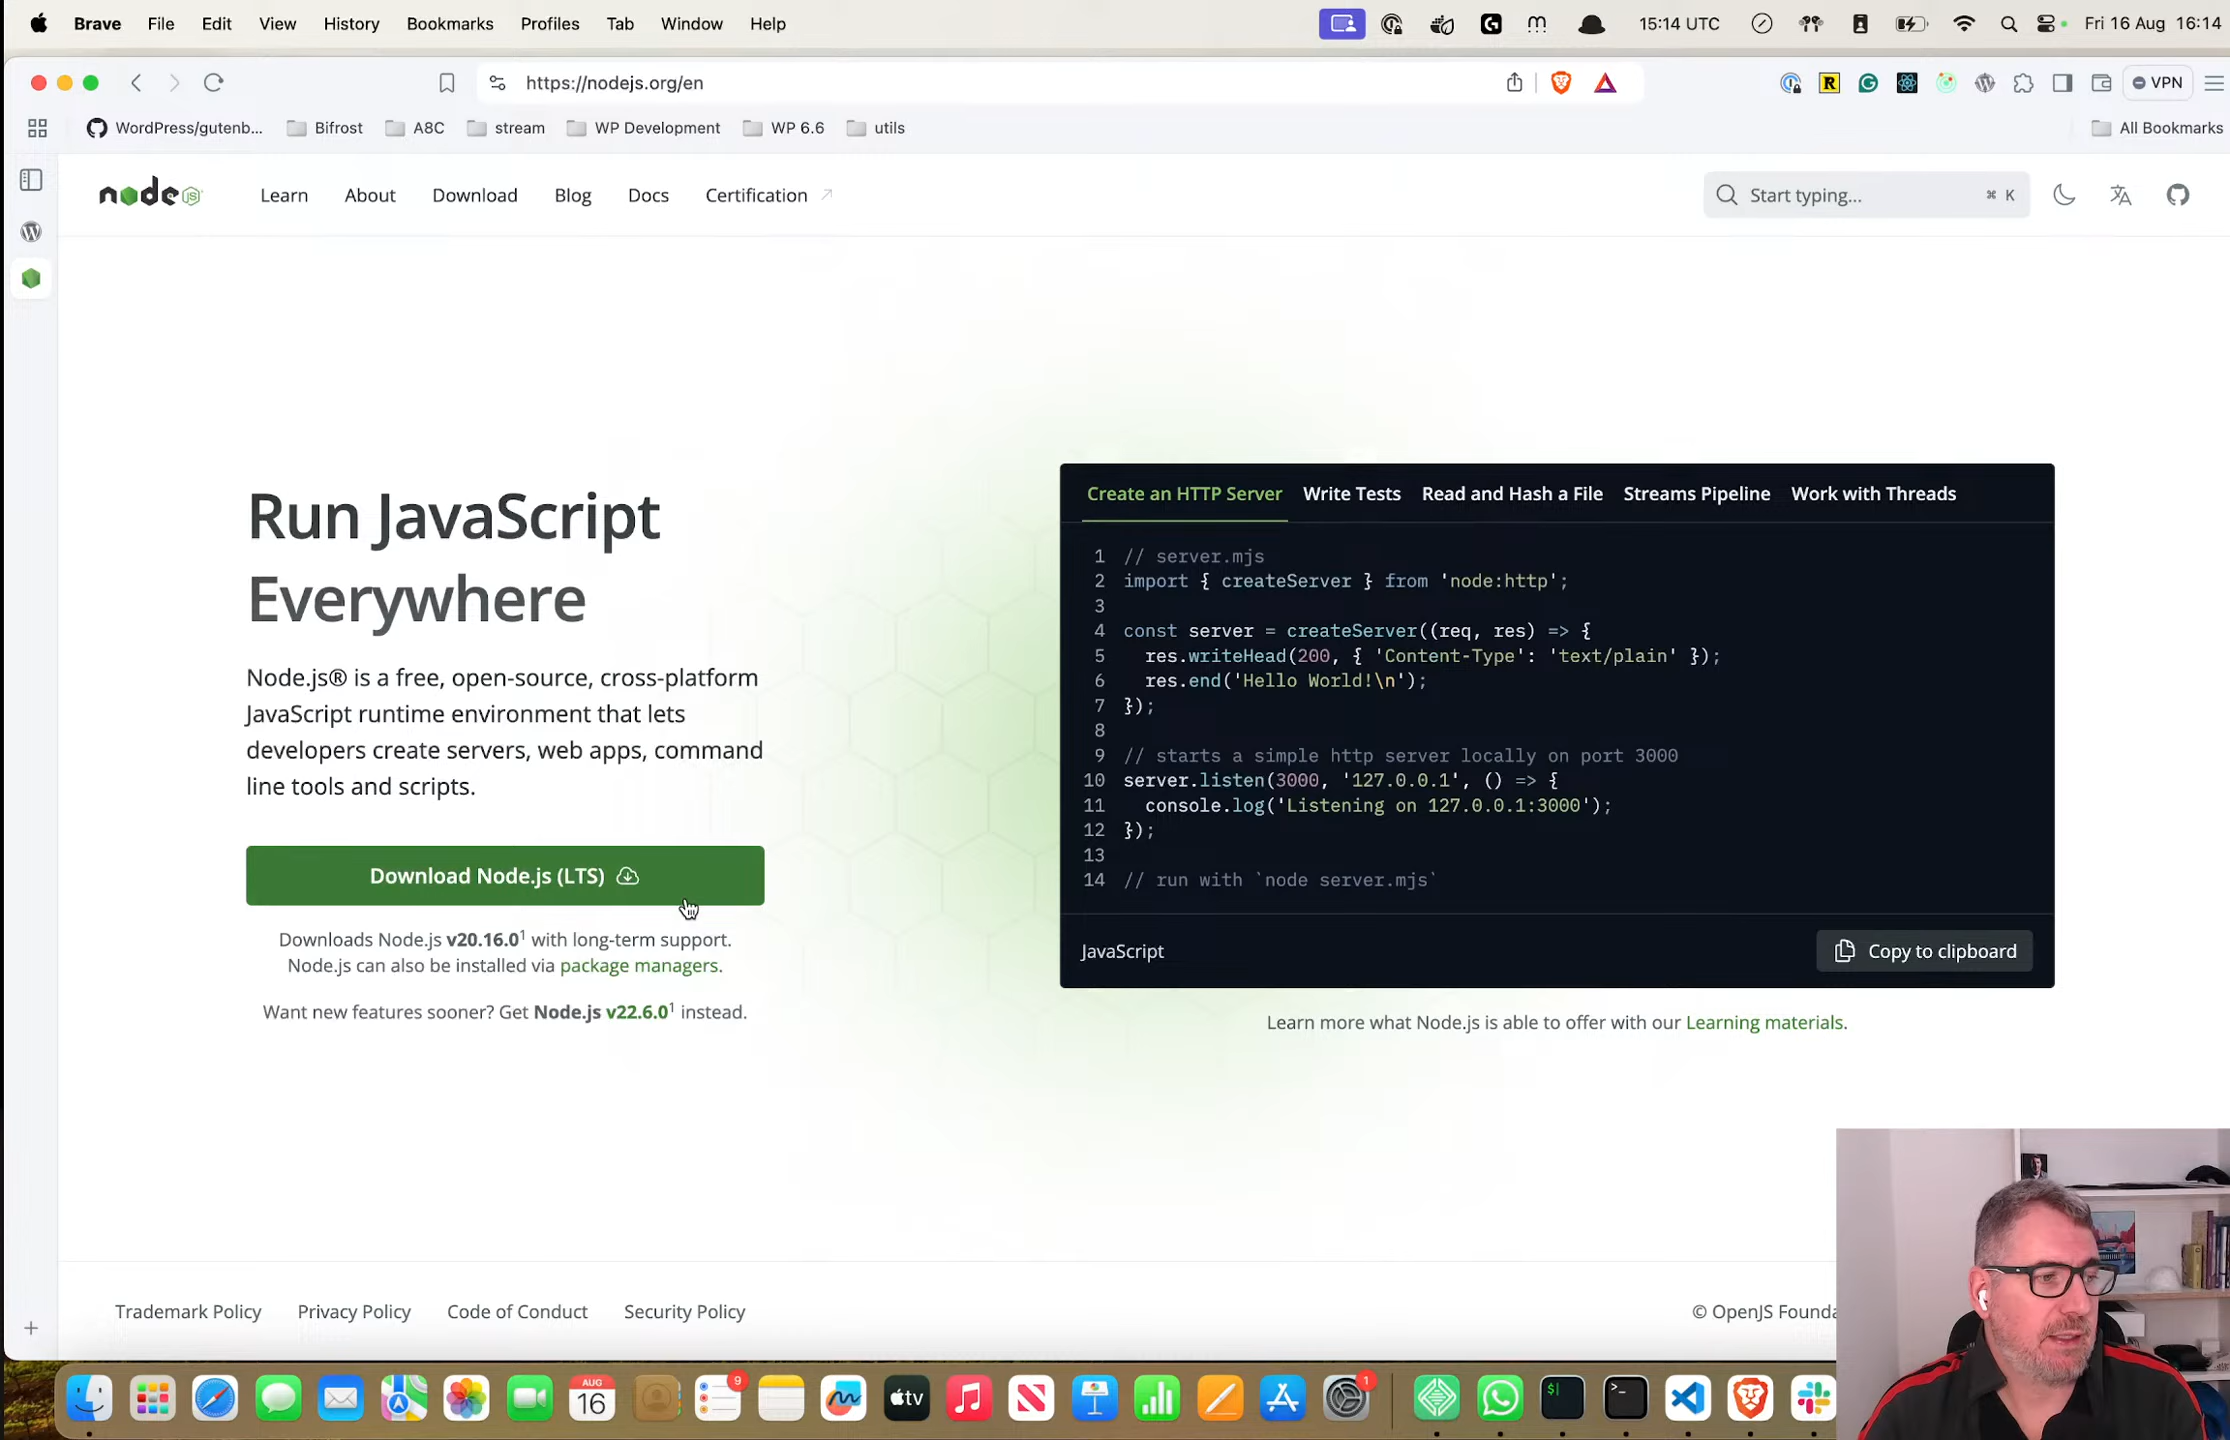 Brave File Edit View History Bookmarks Profiles Tab Window Help 15:14 UTC Fri 16 Aug 16:14
https://nodejs.org/en VPN
WordPress/gutenb... Bifrost A8C stream WP Development WP 6.6 utils All Bookmarks
node JS Learn About Download Blog Docs Certification Start typing... ⌘ K
Run JavaScript
Everywhere
Node.js® is a free, open-source, cross-platform
JavaScript runtime environment that lets
developers create servers, web apps, command
line tools and scripts.
Download Node.js (LTS)
Downloads Node.js v20.16.0¹ with long-term support.
Node.js can also be installed via package managers.
Want new features sooner? Get Node.js v22.6.0¹ instead.
Create an HTTP Server Write Tests Read and Hash a File Streams Pipeline Work with Threads
1 // server.mjs
2 import { createServer } from 'node:http';
3
4 const server = createServer((req, res) => {
5 res.writeHead(200, { 'Content-Type': 'text/plain' });
6 res.end('Hello World!\n');
7 });
8
9 // starts a simple http server locally on port 3000
10 server.listen(3000, '127.0.0.1', () => {
11 console.log('Listening on 127.0.0.1:3000');
12 });
13
14 // run with `node server.mjs`
JavaScript Copy to clipboard
Learn more what Node.js is able to offer with our Learning materials.
Trademark Policy Privacy Policy Code of Conduct Security Policy © OpenJS Founda
AUG
16
9
tv
1